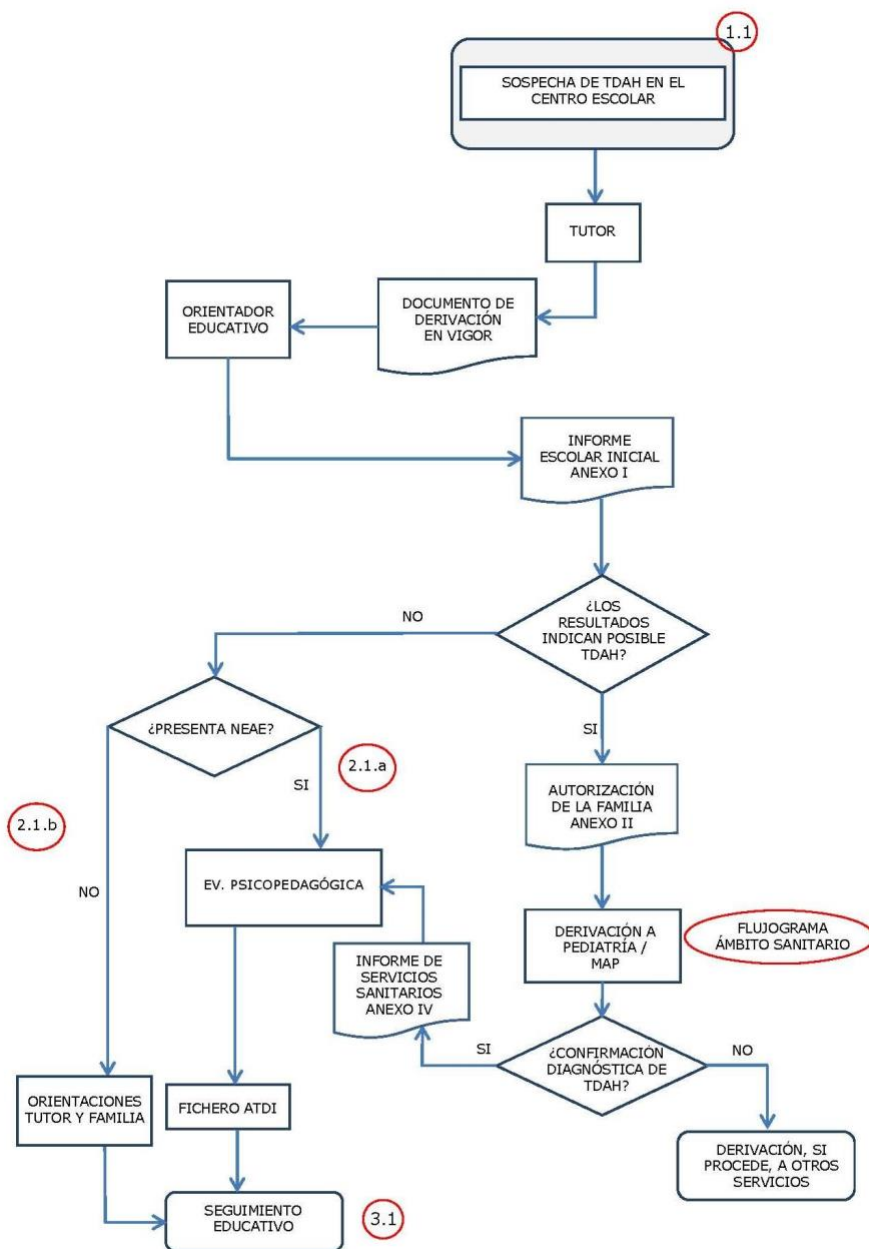 1.1
SOSPECHA DE TDAH EN EL
CENTRO ESCOLAR
TUTOR
DOCUMENTO DE
DERIVACIÓN
EN VIGOR
ORIENTADOR
EDUCATIVO
INFORME
ESCOLAR INICIAL
ANEXO I
¿LOS
RESULTADOS
INDICAN POSIBLE
TDAH?
NO
SI
¿PRESENTA NEAE?
2.1.a
SI
2.1.b
NO
AUTORIZACIÓN
DE LA FAMILIA
ANEXO II
EV. PSICOPEDAGÓGICA
DERIVACIÓN A
PEDIATRÍA /
MAP
FLUJOGRAMA
ÁMBITO SANITARIO
INFORME DE
SERVICIOS
SANITARIOS
ANEXO IV
SI
¿CONFIRMACIÓN
DIAGNÓSTICA DE
TDAH?
NO
ORIENTACIONES
TUTOR Y FAMILIA
FICHERO ATDI
DERIVACIÓN, SI
PROCEDE, A OTROS
SERVICIOS
SEGUIMIENTO
EDUCATIVO
3.1